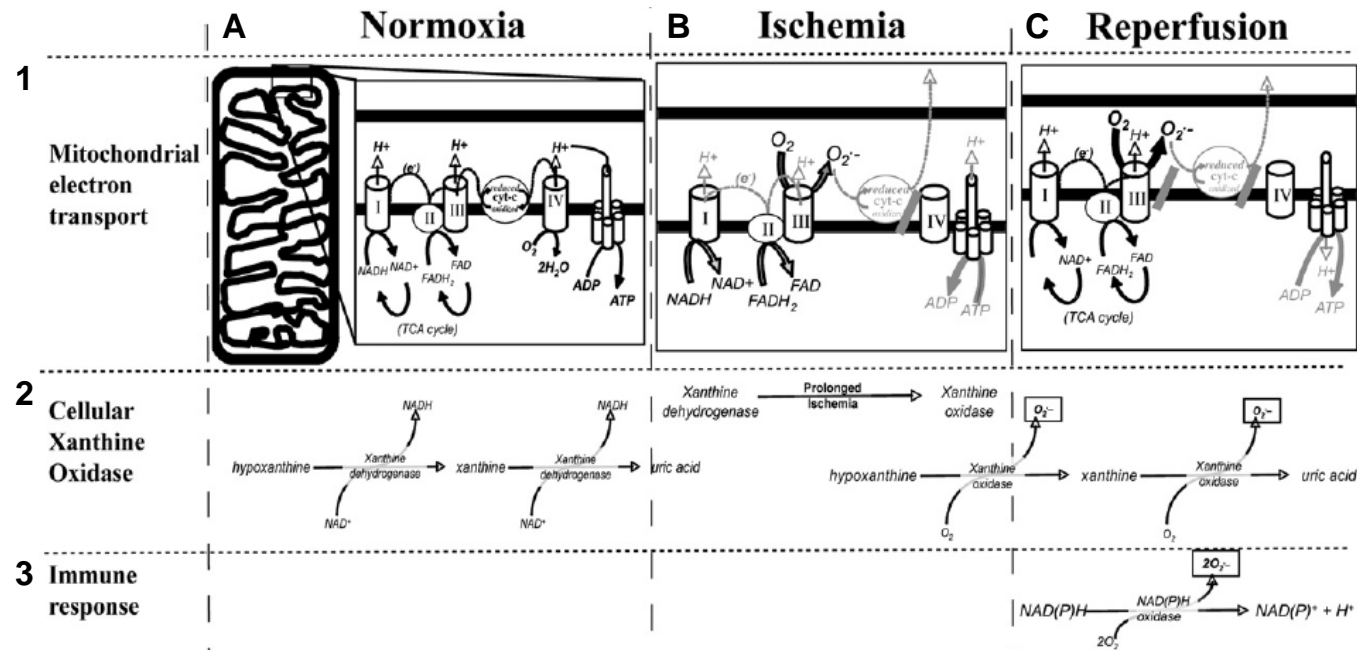 A Normoxia
B Ischemia
C Reperfusion
1
Mitochondrial
electron
transport
H+
(e-)
H+
H+
I
II
III
reduced
cyt-c
oxidized
IV
NADH
NAD+
FADH2
FAD
O2
2H2O
ADP
ATP
(TCA cycle)
H+
(e-)
O2
H+
O2·-
H+
I
II
III
reduced
cyt-c
oxidized
IV
NADH
NAD+
FADH2
FAD
ADP
ATP
H+
(e-)
O2
H+
O2·-
I
II
III
cyt-c
IV
NAD+
FADH2
FAD
H+
ADP
ATP
(TCA cycle)
2
Cellular
Xanthine
Oxidase
NADH
NADH
hypoxanthine
Xanthine
dehydrogenase
xanthine
Xanthine
dehydrogenase
uric acid
NAD+
NAD+
Xanthine
dehydrogenase
Prolonged
Ischemia
Xanthine
oxidase
O2·-
O2·-
hypoxanthine
Xanthine
oxidase
xanthine
Xanthine
oxidase
uric acid
O2
O2
3
Immune
response
2O2·-
NAD(P)H
NAD(P)H
oxidase
NAD(P)+ + H+
2O2